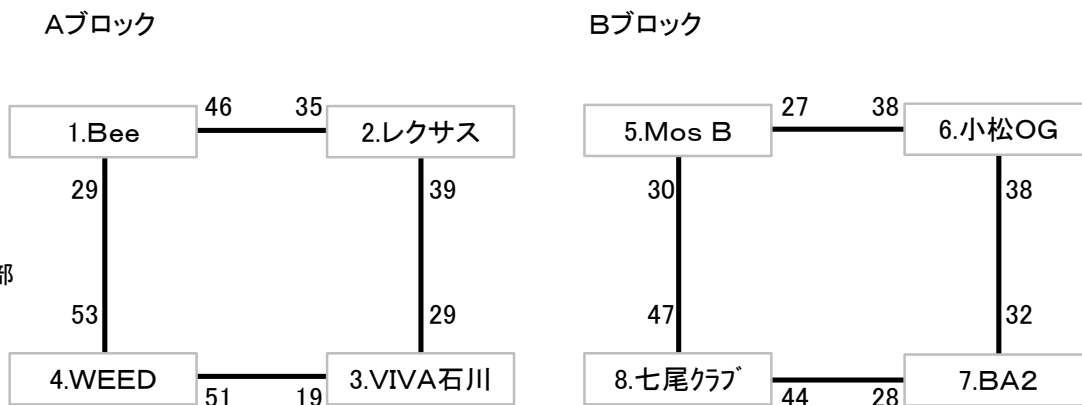 Aブロック Bブロック
46 35 27 38
1.Bee 2.レクサス 5.Mos B 6.小松OG
29 39 30 38
部
53 29 47 32
4.WEED 3.VIVA石川 8.七尾クラブ 7.BA2
51 19 44 28